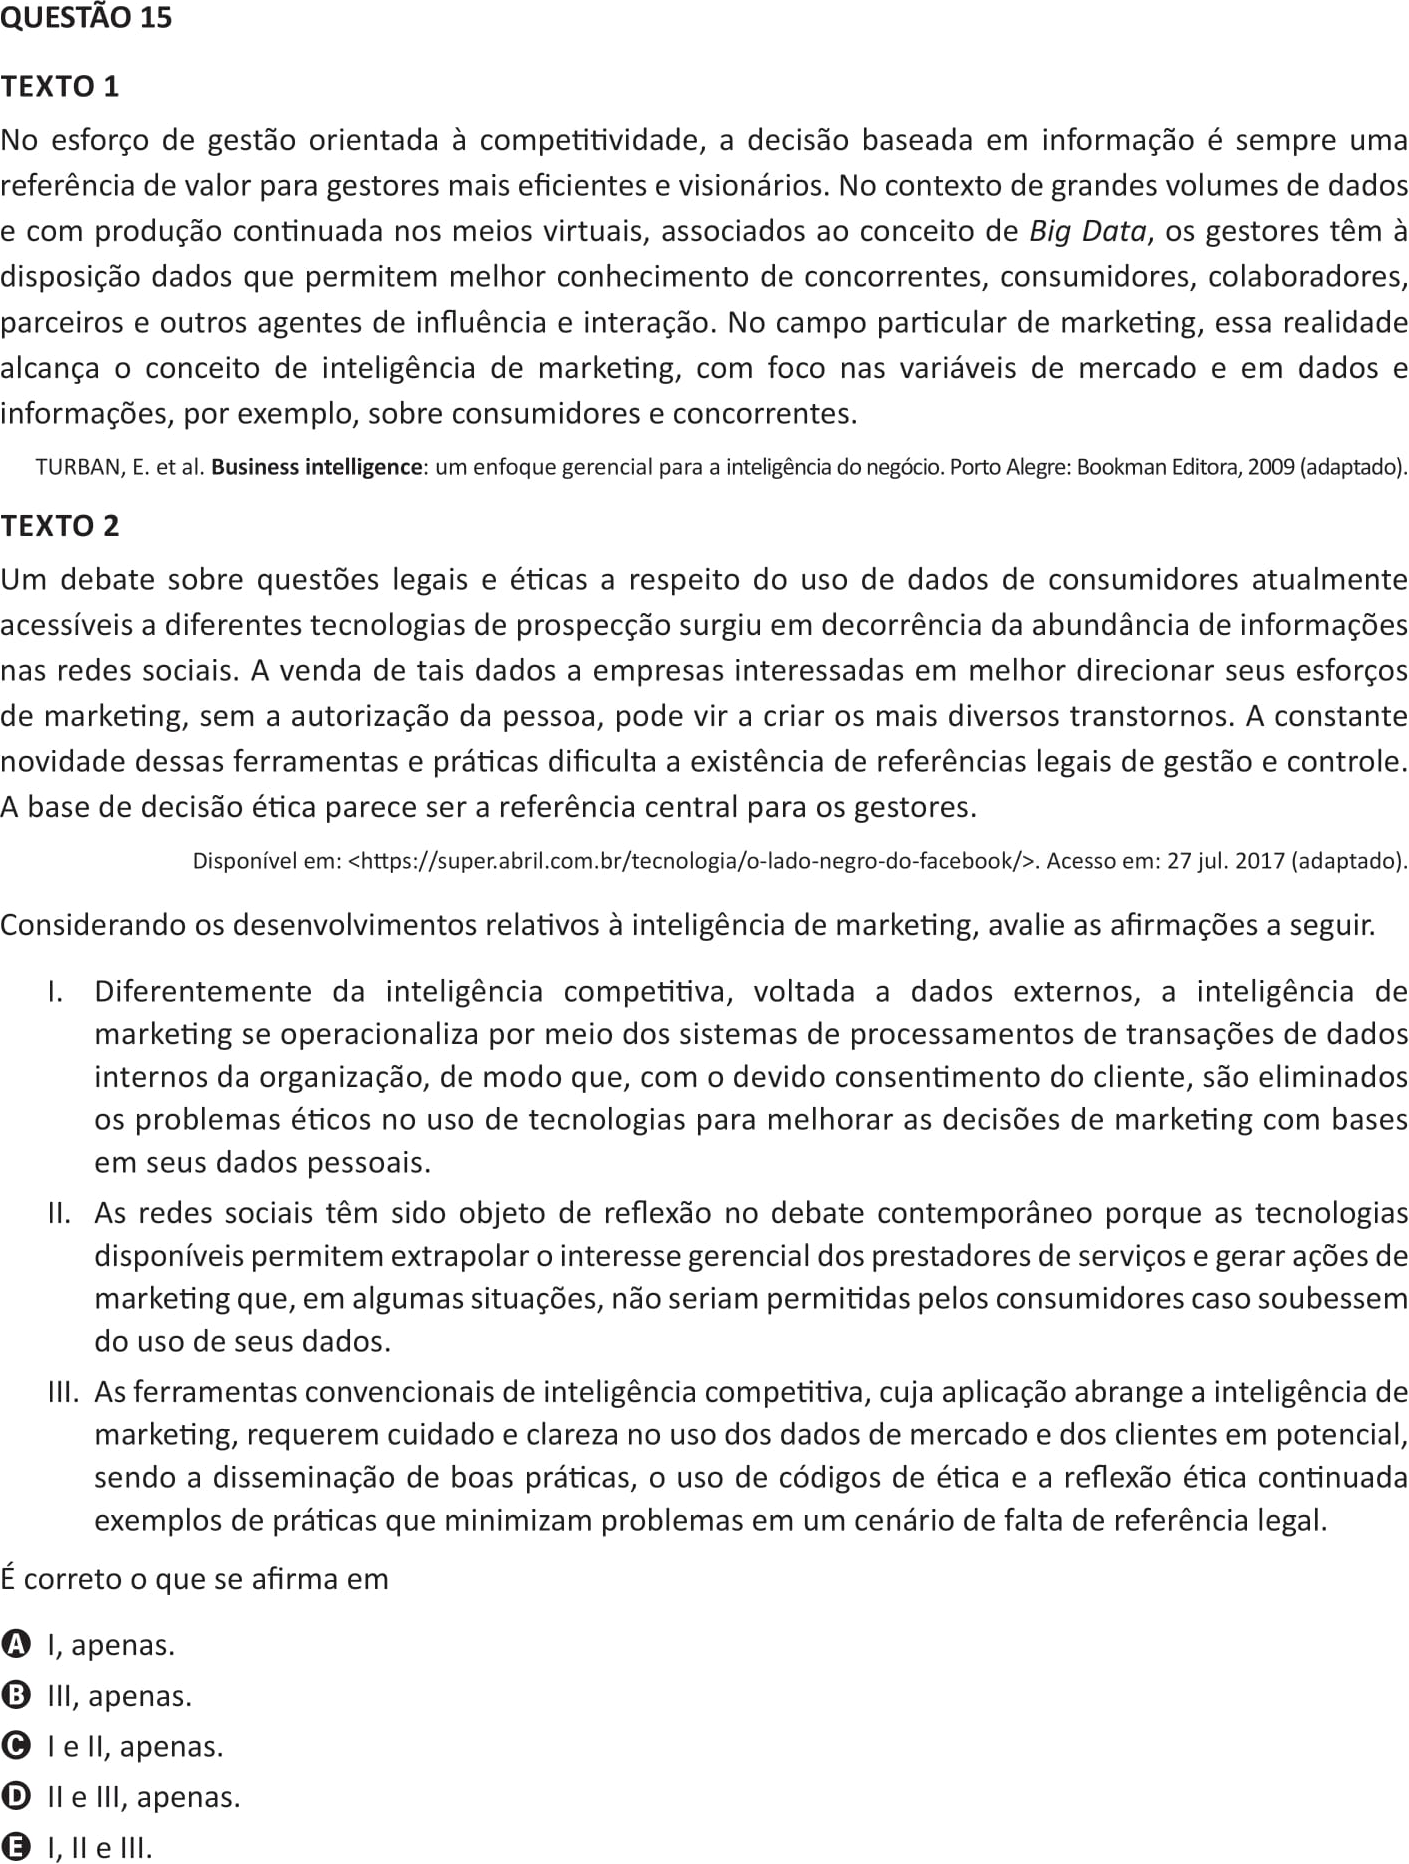 QUESTÃO 15
TEXTO 1
No esforço de gestão orientada à competitividade, a decisão baseada em informação é sempre uma
referência de valor para gestores mais eficientes e visionários. No contexto de grandes volumes de dados
e com produção continuada nos meios virtuais, associados ao conceito de Big Data, os gestores têm à
disposição dados que permitem melhor conhecimento de concorrentes, consumidores, colaboradores,
parceiros e outros agentes de influência e interação. No campo particular de marketing, essa realidade
alcança o conceito de inteligência de marketing, com foco nas variáveis de mercado e em dados e
informações, por exemplo, sobre consumidores e concorrentes.
TURBAN, E. et al. Business intelligence: um enfoque gerencial para a inteligência do negócio. Porto Alegre: Bookman Editora, 2009 (adaptado).
TEXTO 2
Um debate sobre questões legais e éticas a respeito do uso de dados de consumidores atualmente
acessíveis a diferentes tecnologias de prospecção surgiu em decorrência da abundância de informações
nas redes sociais. A venda de tais dados a empresas interessadas em melhor direcionar seus esforços
de marketing, sem a autorização da pessoa, pode vir a criar os mais diversos transtornos. A constante
novidade dessas ferramentas e práticas dificulta a existência de referências legais de gestão e controle.
A base de decisão ética parece ser a referência central para os gestores.
Disponível em: <https://super.abril.com.br/tecnologia/o-lado-negro-do-facebook/>. Acesso em: 27 jul. 2017 (adaptado).
Considerando os desenvolvimentos relativos à inteligência de marketing, avalie as afirmações a seguir.
I. Diferentemente da inteligência competitiva, voltada a dados externos, a inteligência de
marketing se operacionaliza por meio dos sistemas de processamentos de transações de dados
internos da organização, de modo que, com o devido consentimento do cliente, são eliminados
os problemas éticos no uso de tecnologias para melhorar as decisões de marketing com bases
em seus dados pessoais.
II. As redes sociais têm sido objeto de reflexão no debate contemporâneo porque as tecnologias
disponíveis permitem extrapolar o interesse gerencial dos prestadores de serviços e gerar ações de
marketing que, em algumas situações, não seriam permitidas pelos consumidores caso soubessem
do uso de seus dados.
III. As ferramentas convencionais de inteligência competitiva, cuja aplicação abrange a inteligência de
marketing, requerem cuidado e clareza no uso dos dados de mercado e dos clientes em potencial,
sendo a disseminação de boas práticas, o uso de códigos de ética e a reflexão ética continuada
exemplos de práticas que minimizam problemas em um cenário de falta de referência legal.
É correto o que se afirma em
A I, apenas.
B III, apenas.
C I e II, apenas.
D II e III, apenas.
E I, II e III.